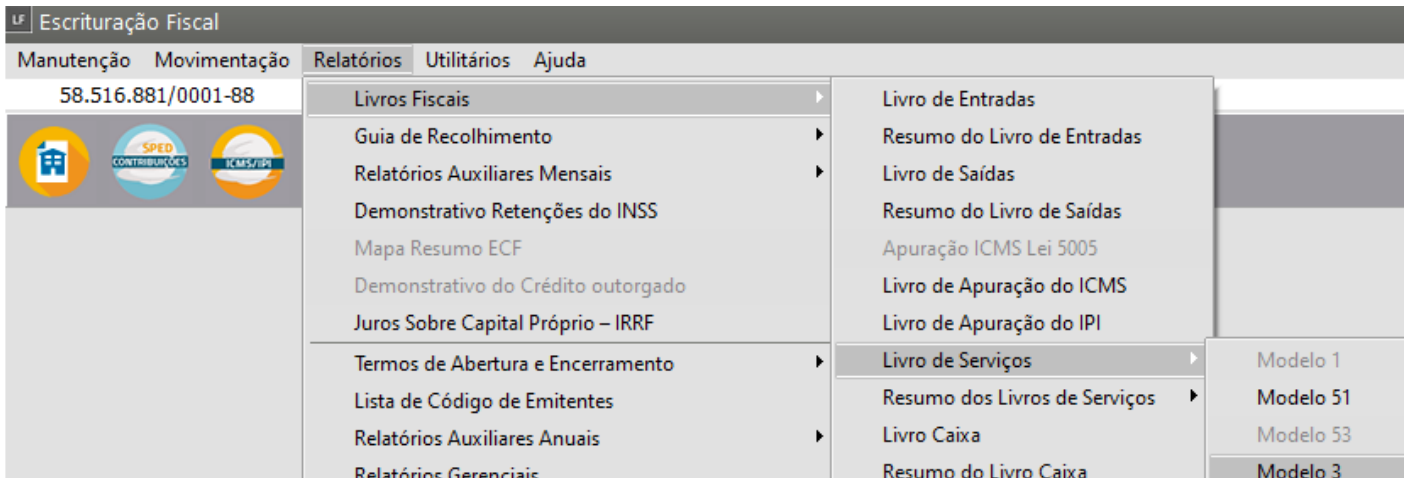 LF Escrituração Fiscal
Manutenção Movimentação Relatórios Utilitários Ajuda
58.516.881/0001-88
SPED
CONTRIBUIÇÕES
ICMS/IPI
Livros Fiscais
Guia de Recolhimento
Relatórios Auxiliares Mensais
Demonstrativo Retenções do INSS
Mapa Resumo ECF
Demonstrativo do Crédito outorgado
Juros Sobre Capital Próprio – IRRF
Termos de Abertura e Encerramento
Lista de Código de Emitentes
Relatórios Auxiliares Anuais
Relatórios Gerenciais
Livro de Entradas
Resumo do Livro de Entradas
Livro de Saídas
Resumo do Livro de Saídas
Apuração ICMS Lei 5005
Livro de Apuração do ICMS
Livro de Apuração do IPI
Livro de Serviços
Resumo dos Livros de Serviços
Livro Caixa
Resumo do Livro Caixa
Modelo 1
Modelo 51
Modelo 53
Modelo 3